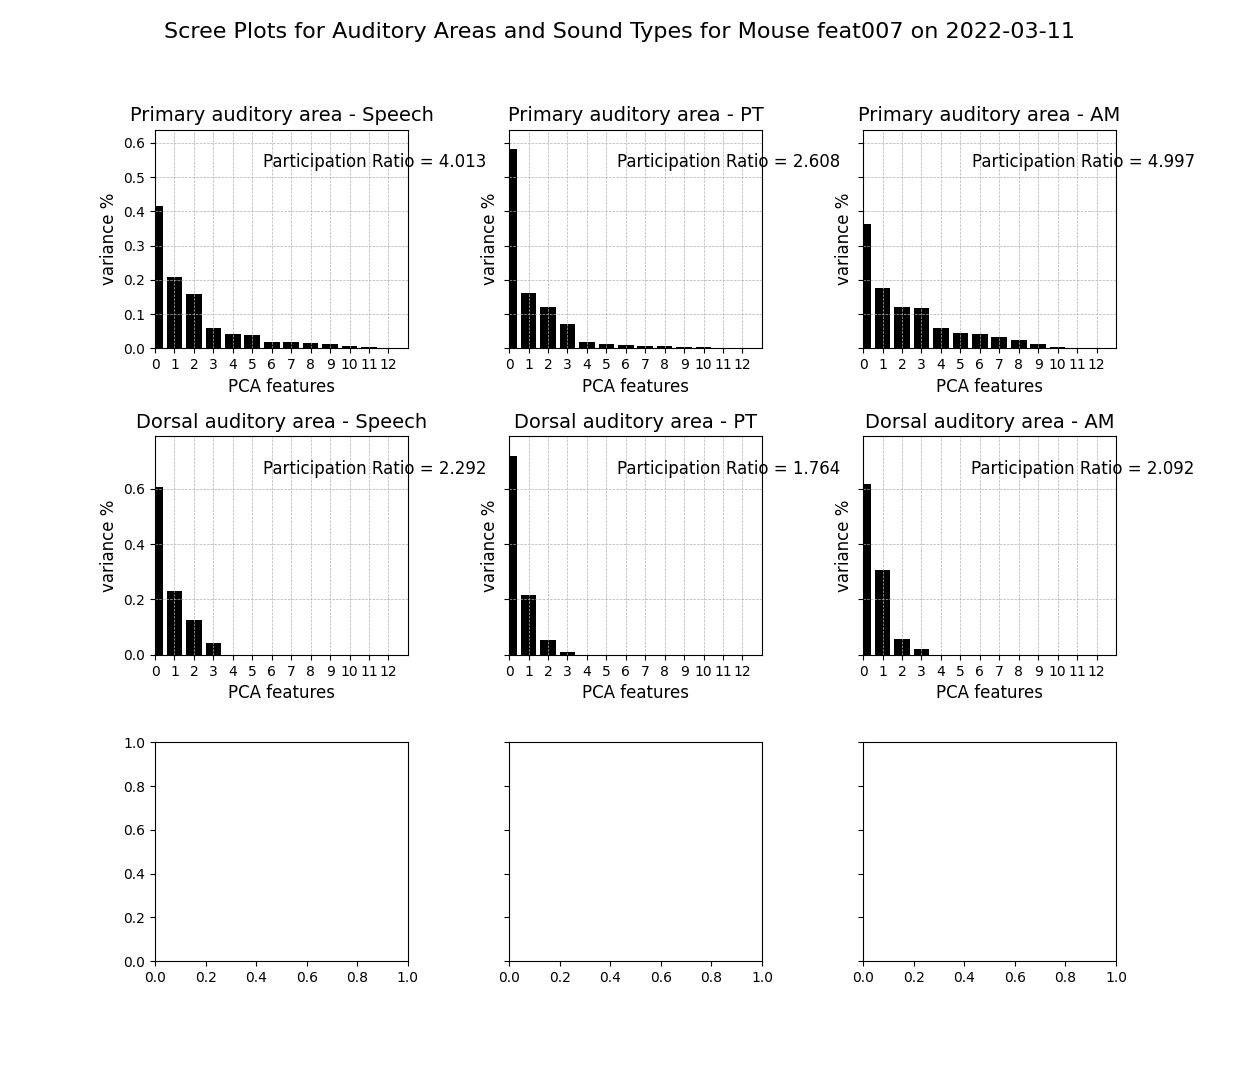 Scree Plots for Auditory Areas and Sound Types for Mouse feat007 on 2022-03-11
Primary auditory area - Speech
Primary auditory area - PT
Primary auditory area - AM
Participation Ratio = 4.013
Participation Ratio = 2.608
Participation Ratio = 4.997
variance %
0.6
0.5
0.4
0.3
0.2
0.1
0.0
variance %
variance %
0 1 2 3 4 5 6 7 8 9 10 11 12
0 1 2 3 4 5 6 7 8 9 10 11 12
0 1 2 3 4 5 6 7 8 9 10 11 12
PCA features
PCA features
PCA features
Dorsal auditory area - Speech
Dorsal auditory area - PT
Dorsal auditory area - AM
Participation Ratio = 2.292
Participation Ratio = 1.764
Participation Ratio = 2.092
variance %
0.6
0.4
0.2
0.0
variance %
variance %
0 1 2 3 4 5 6 7 8 9 10 11 12
0 1 2 3 4 5 6 7 8 9 10 11 12
0 1 2 3 4 5 6 7 8 9 10 11 12
PCA features
PCA features
PCA features
1.0
0.8
0.6
0.4
0.2
0.0
0.0 0.2 0.4 0.6 0.8 1.0
0.0 0.2 0.4 0.6 0.8 1.0
0.0 0.2 0.4 0.6 0.8 1.0